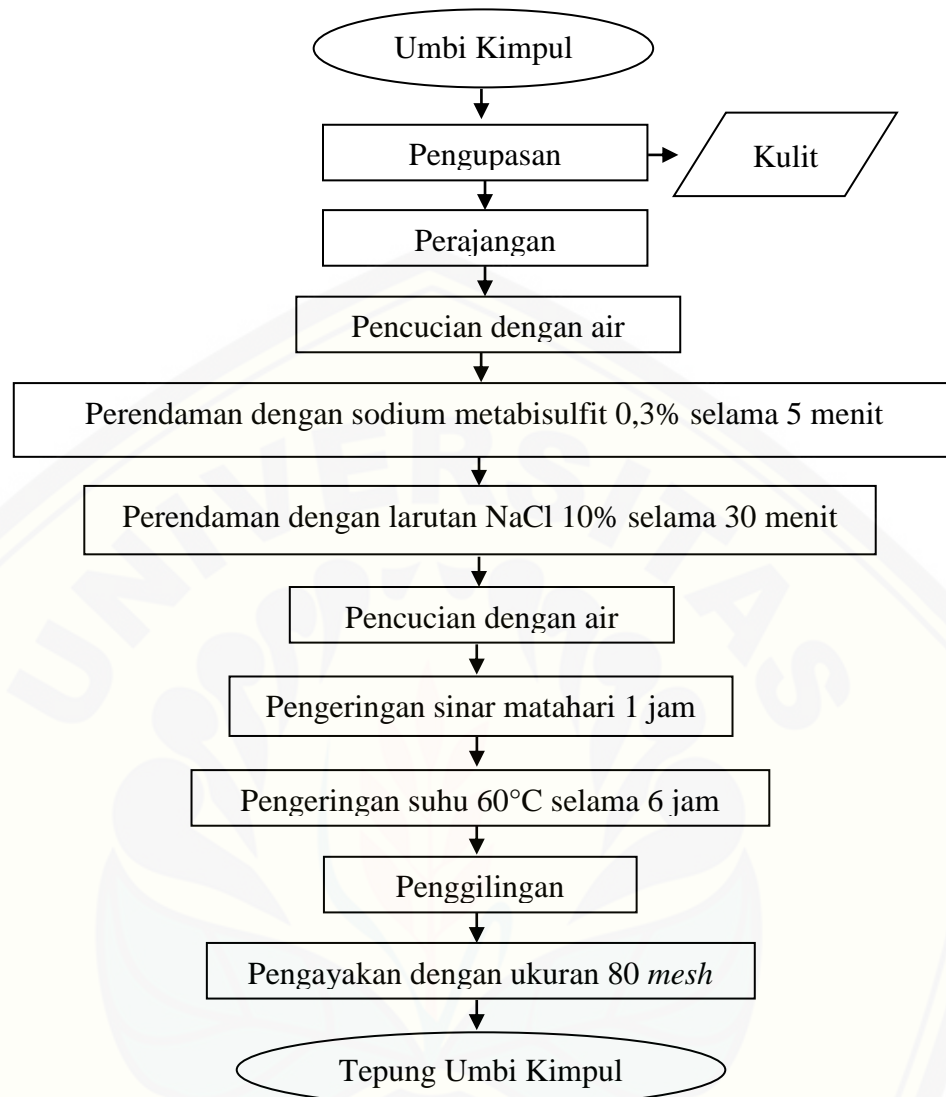 Umbi Kimpul
Pengupasan
Kulit
Perajangan
Pencucian dengan air
Perendaman dengan sodium metabisulfit 0,3% selama 5 menit
Perendaman dengan larutan NaCl 10% selama 30 menit
Pencucian dengan air
Pengeringan sinar matahari 1 jam
Pengeringan suhu 60°C selama 6 jam
Penggilingan
Pengayakan dengan ukuran 80 mesh
Tepung Umbi Kimpul
UNIVERSITAS